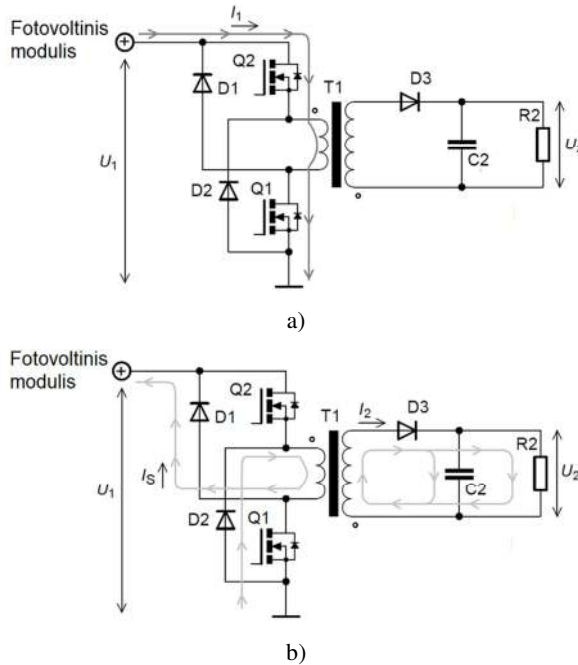 Fotovoltinis
modulis
I1
Q2
D1
T1
D3
R2
U1
D2
Q1
C2
a)
Fotovoltinis
modulis
Q2
D1
T1
I2
D3
R2
IS
U1
D2
Q1
C2
U2
b)